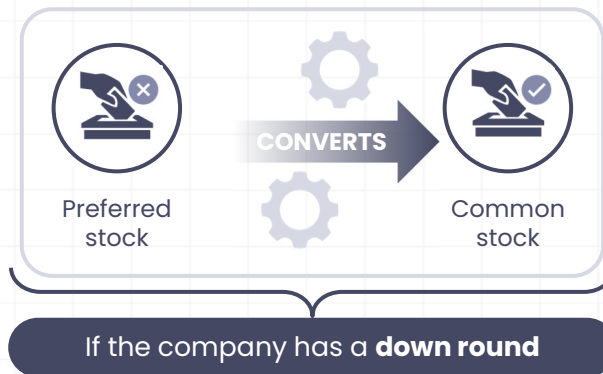 CONVERTS
Preferred
stock
Common
stock
If the company has a down round